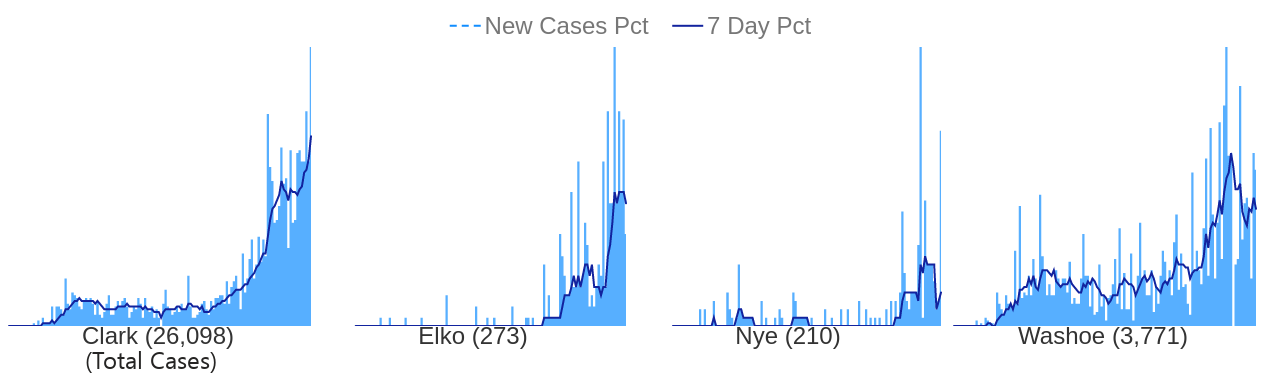 New Cases Pct 7 Day Pct
Clark (26,098) Elko (273) Nye (210) Washoe (3,771)
(Total Cases)